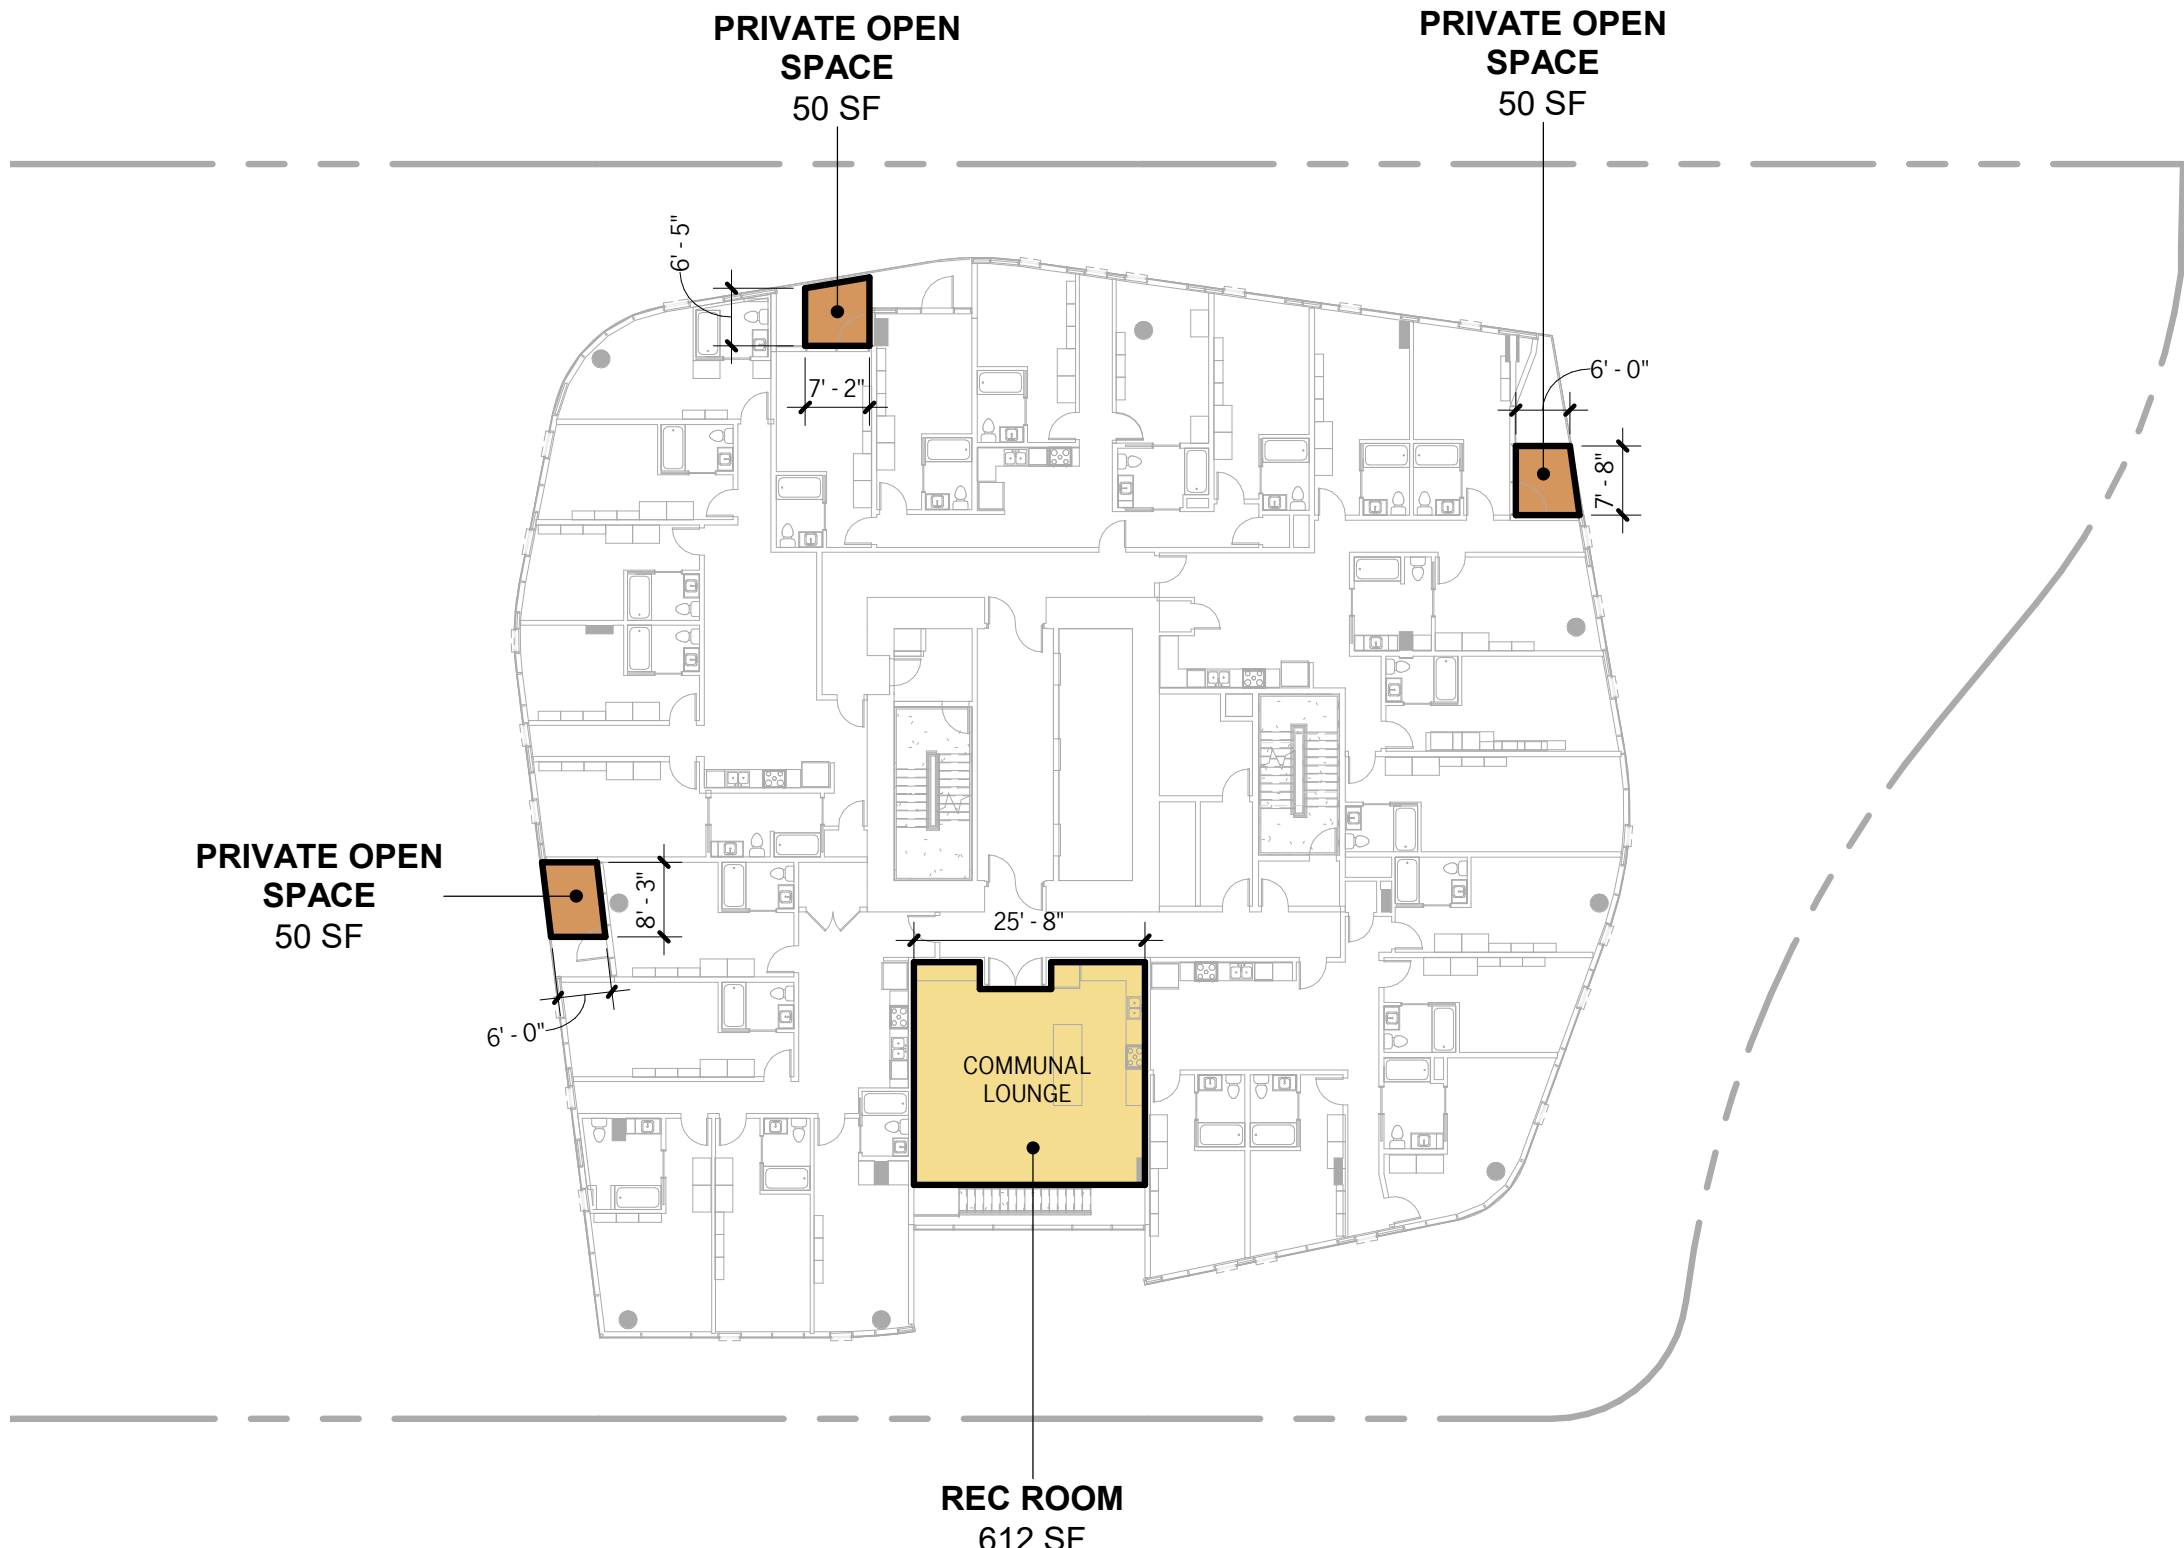 PRIVATE OPEN
SPACE
50 SF
PRIVATE OPEN
SPACE
50 SF
6' - 5"
7' - 2"
6' - 0"
7' - 8"
PRIVATE OPEN
SPACE
50 SF
8' - 3"
6' - 0"
25' - 8"
COMMUNAL
LOUNGE
REC ROOM
612 SF